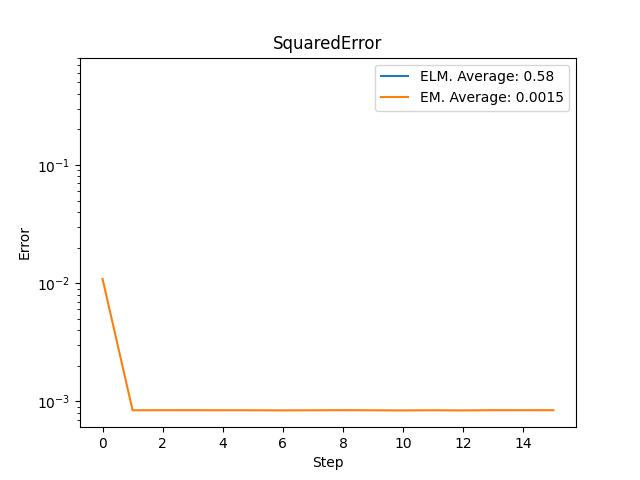 SquaredError
ELM. Average: 0.58
EM. Average: 0.0015
Error
10⁻¹
10⁻²
10⁻³
0 2 4 6 8 10 12 14
Step